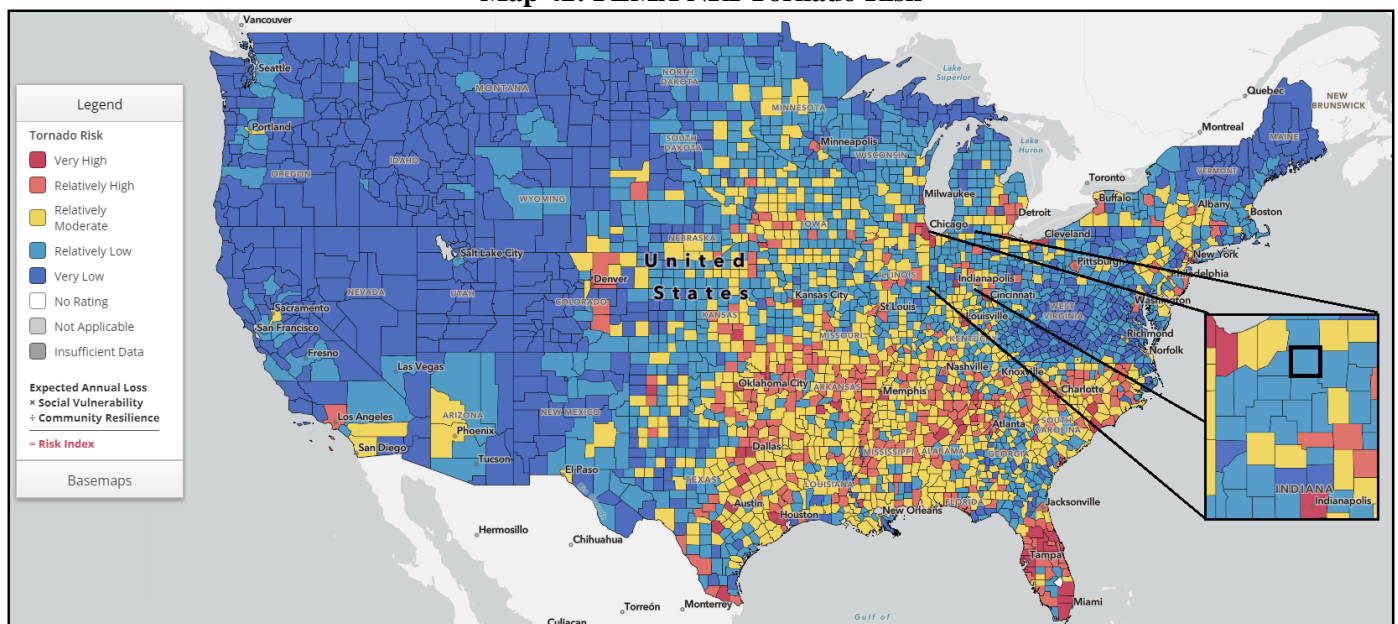 Vancouver
Seattle
Portland
OREGON
IDAHO
MONTANA
NORTH
DAKOTA
SOUTH
DAKOTA
MINNESOTA
Minneapolis
WISCONSIN
Lake
Superior
Lake
Huron
Quebec
NEW
BRUNSWICK
Montreal
MAINE
VERMONT
Toronto
Buffalo
Albany
Boston
Milwaukee
Detroit
Chicago
Cleveland
WYOMING
NEBRASKA
IOWA
United
States
Salt Lake City
NEVADA
UTAH
Denver
COLORADO
KANSAS
Kansas City
ILLINOIS
St Louis
Indianapolis
Cincinnati
Louisville
Pittsburgh
New York
Philadelphia
Washington
WEST
VIRGINIA
Richmond
Norfolk
Sacramento
San Francisco
Fresno
Las Vegas
Los Angeles
San Diego
ARIZONA
Phoenix
Tucson
NEW MEXICO
El Paso
MISSOURI
Oklahoma City
ARKANSAS
Memphis
Nashville
Knoxville
Charlotte
SOUTH
CAROLINA
Atlanta
GEORGIA
ALABAMA
MISSISSIPPI
Dallas
TEXAS
LOUISIANA
Austin
Houston
New Orleans
FLORIDA
Jacksonville
Tampa
Miami
Hermosillo
Chihuahua
Torreón
Monterrey
Culiacan
Gulf of
Legend
Tornado Risk
Very High
Relatively High
Relatively
Moderate
Relatively Low
Very Low
No Rating
Not Applicable
Insufficient Data
Expected Annual Loss
× Social Vulnerability
÷ Community Resilience
= Risk Index
Basemaps
INDIANA
Indianapolis